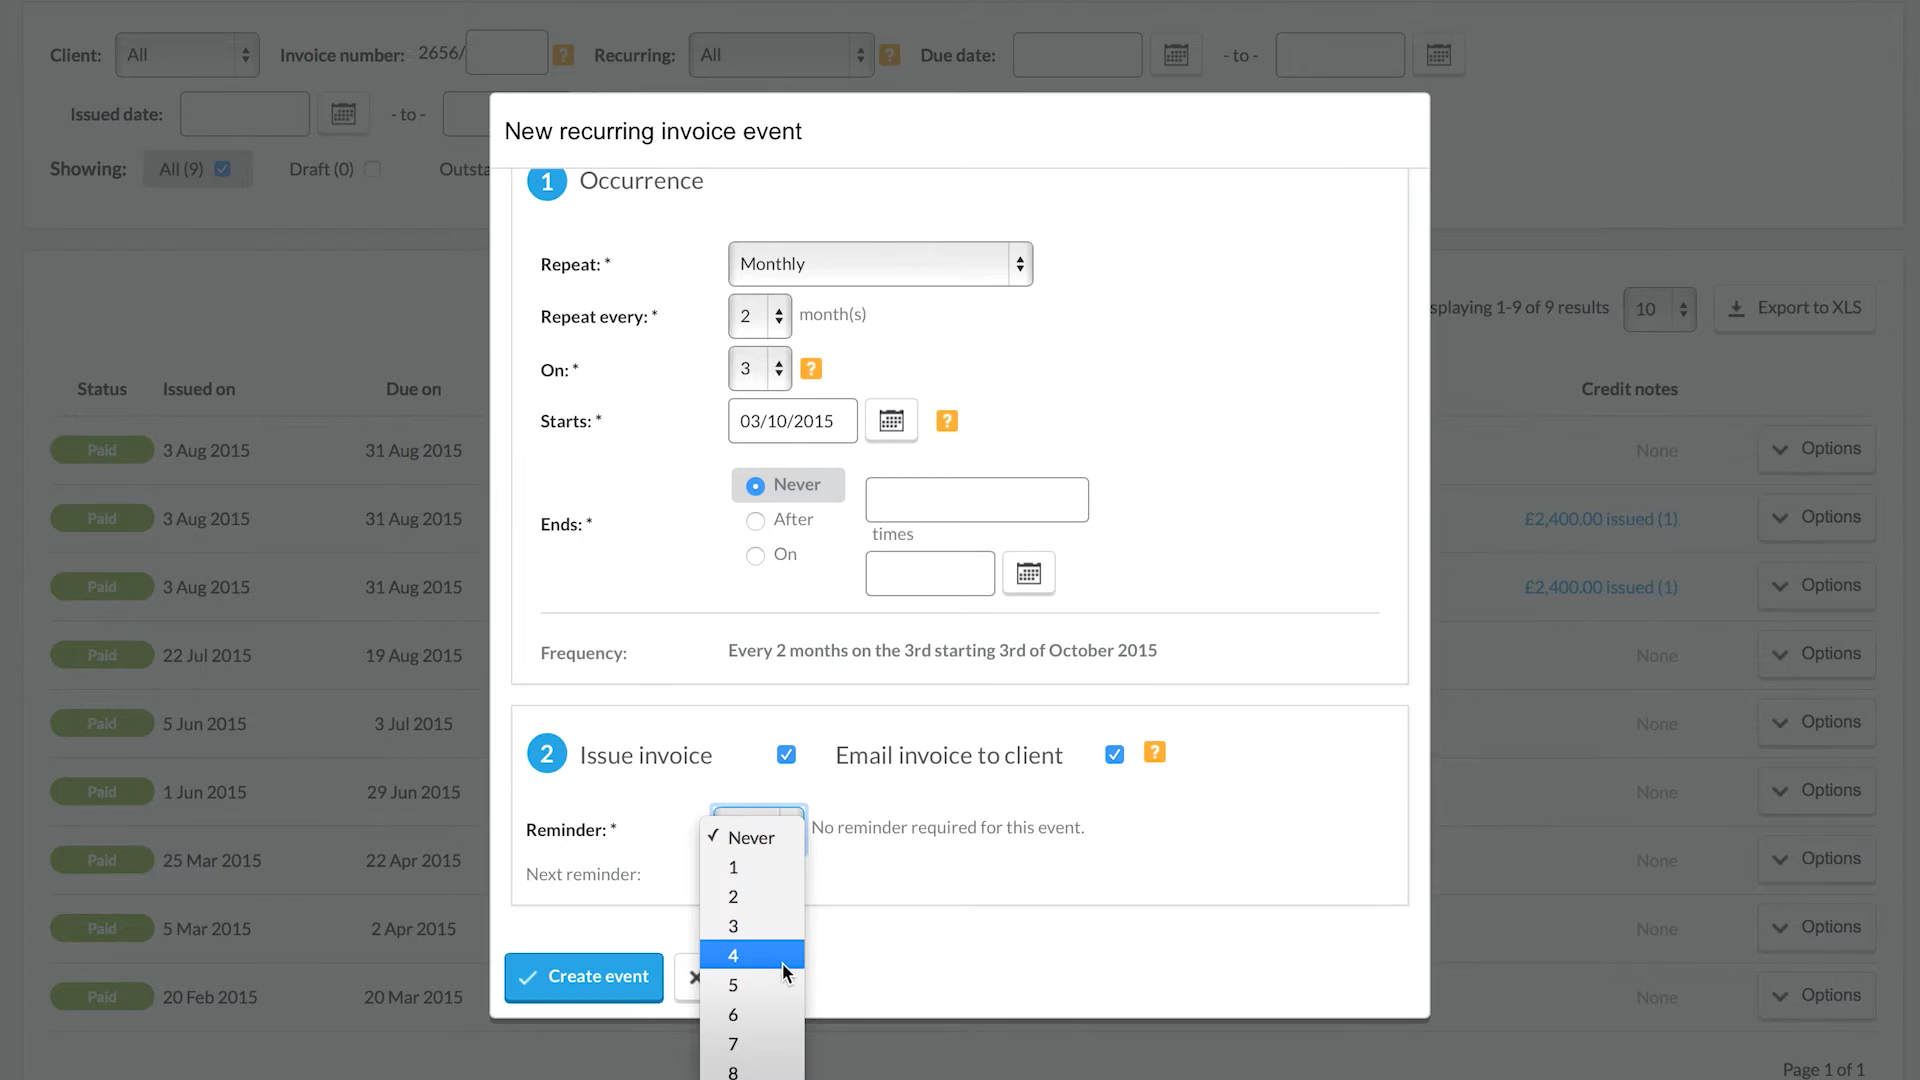 Client: All Invoice number: 2656/ ? Recurring: All ? Due date: - to -
Issued date: - to -
Showing: All (9) Draft (0) Outsta
New recurring invoice event
1 Occurrence
Repeat: * Monthly
Repeat every: * 2 month(s)
On: * 3 ?
Starts: * 03/10/2015 ?
Ends: * Never
After
times
On
Frequency: Every 2 months on the 3rd starting 3rd of October 2015
2 Issue invoice Email invoice to client ?
Reminder: * No reminder required for this event.
Next reminder:
✓ Never
1
2
3
4
5
6
7
8
Create event
splaying 1-9 of 9 results 10 Export to XLS
Status Issued on Due on Credit notes
Paid 3 Aug 2015 31 Aug 2015 None Options
Paid 3 Aug 2015 31 Aug 2015 £2,400.00 issued (1) Options
Paid 3 Aug 2015 31 Aug 2015 £2,400.00 issued (1) Options
Paid 22 Jul 2015 19 Aug 2015 None Options
Paid 5 Jun 2015 3 Jul 2015 None Options
Paid 1 Jun 2015 29 Jun 2015 None Options
Paid 25 Mar 2015 22 Apr 2015 None Options
Paid 5 Mar 2015 2 Apr 2015 None Options
Paid 20 Feb 2015 20 Mar 2015 None Options
Page 1 of 1